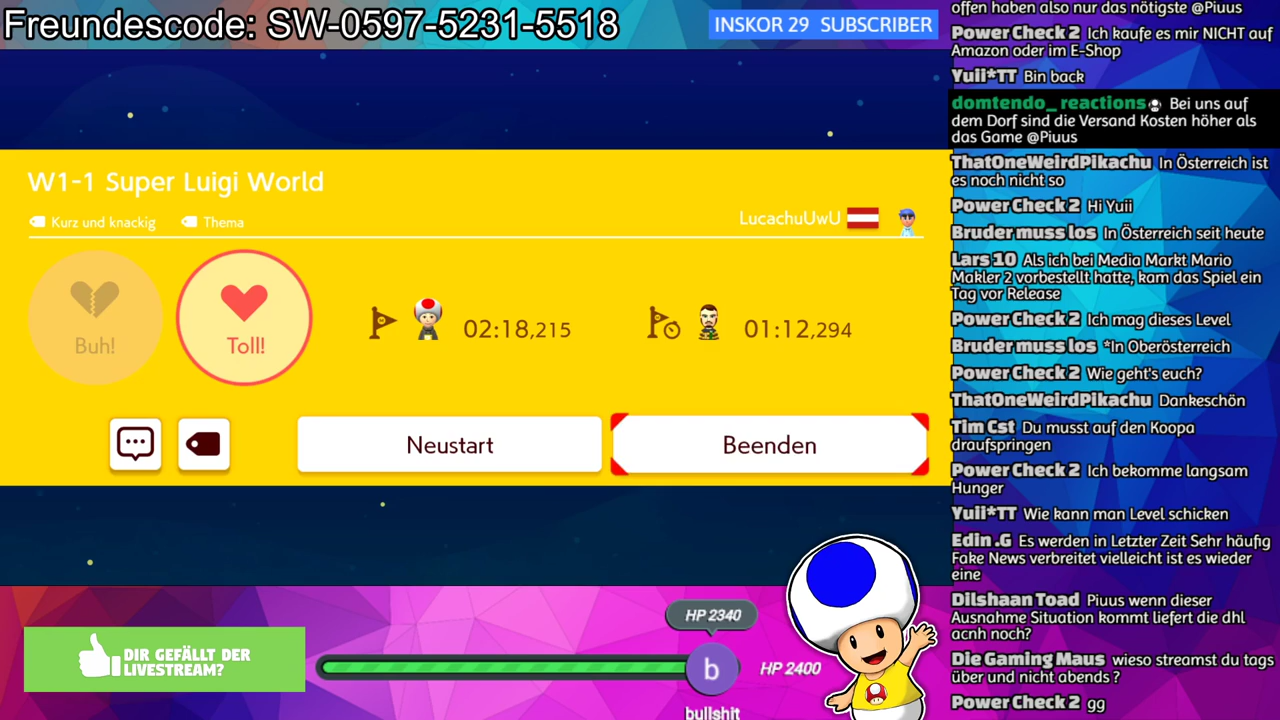 Freundescode: SW-0597-5231-5518
INSKOR 29 SUBSCRIBER
W1-1 Super Luigi World
Kurz und knackig
Thema
LucachuUwU
Buh!
Toll!
02:18,215
01:12,294
Neustart
Beenden
DIR GEFÄLLT DER
LIVESTREAM?
HP 2340
b
HP 2400
bullshit
offen haben also nur das nötigste @Piuus
Power Check 2 Ich kaufe es mir NICHT auf
Amazon oder im E-Shop
Yuii*TT Bin back
domtendo_reactions Bei uns auf
dem Dorf sind die Versand Kosten höher als
das Game @Piuus
ThatOneWeirdPikachu In Österreich ist
es noch nicht so
Power Check 2 Hi Yuii
Bruder muss los In Österreich seit heute
Lars 10 Als ich bei Media Markt Mario
Makler 2 vorbestellt hatte, kam das Spiel ein
Tag vor Release
Power Check 2 Ich mag dieses Level
Bruder muss los *In Oberösterreich
Power Check 2 Wie geht's euch?
ThatOneWeirdPikachu Dankeschön
Tim Cst Du musst auf den Koopa
draufspringen
Power Check 2 Ich bekomme langsam
Hunger
Yuii*TT Wie kann man Level schicken
Edin .G Es werden in Letzter Zeit Sehr häufig
Fake News verbreitet vielleicht ist es wieder
eine
Dilshaan Toad Piuus wenn dieser
Ausnahme Situation kommt liefert die dhl
acnh noch?
Die Gaming Maus wieso streamst du tags
über und nicht abends ?
Power Check 2 gg